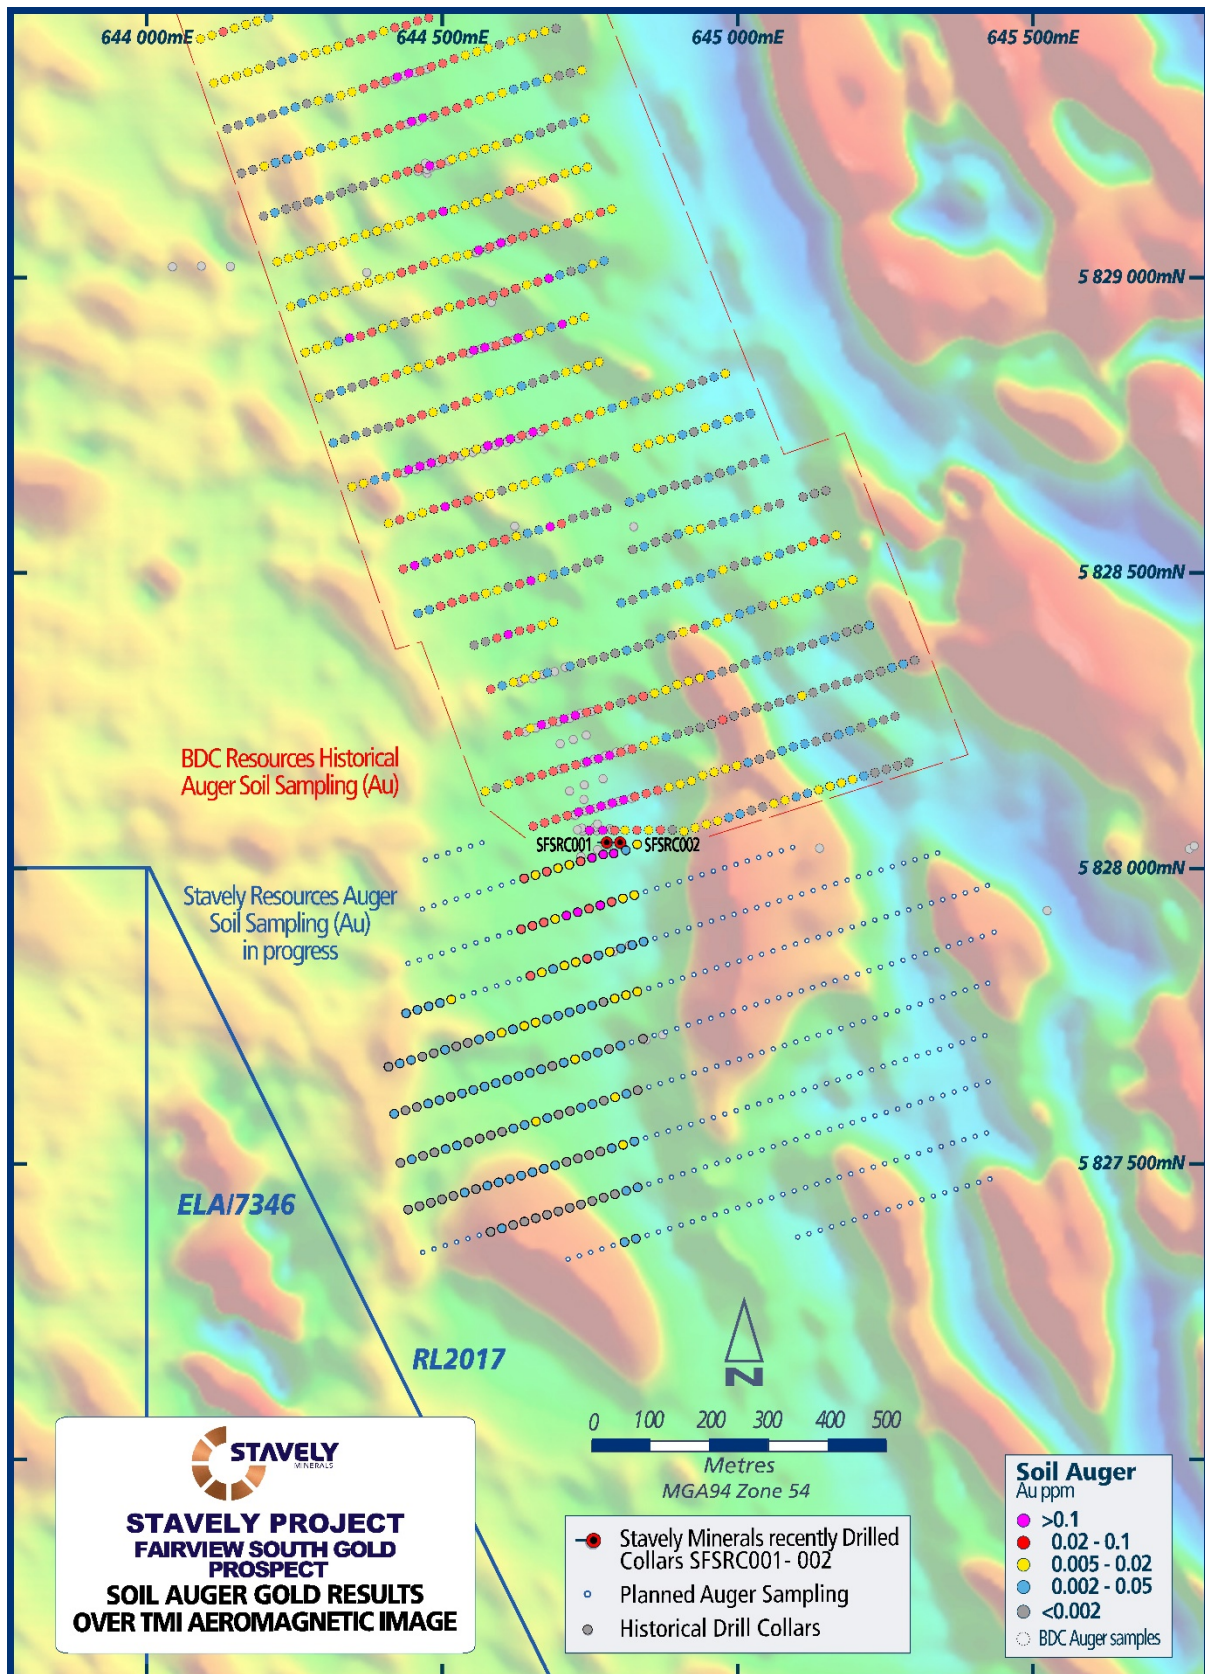 644 000mE
644 500mE
645 000mE
645 500mE
5 829 000mN
5 828 500mN
BDC Resources Historical
Auger Soil Sampling (Au)
SFSRC001
SFSRC002
5 828 000mN
Stavely Resources Auger
Soil Sampling (Au)
in progress
5 827 500mN
ELA/7346
RL2017
N
0 100 200 300 400 500
Metres
MGA94 Zone 54
STAVELY
MINERALS
STAVELY PROJECT
FAIRVIEW SOUTH GOLD
PROSPECT
SOIL AUGER GOLD RESULTS
OVER TMI AEROMAGNETIC IMAGE
Stavely Minerals recently Drilled
Collars SFSRC001- 002
Planned Auger Sampling
Historical Drill Collars
Soil Auger
Au ppm
>0.1
0.02 - 0.1
0.005 - 0.02
0.002 - 0.05
<0.002
BDC Auger samples